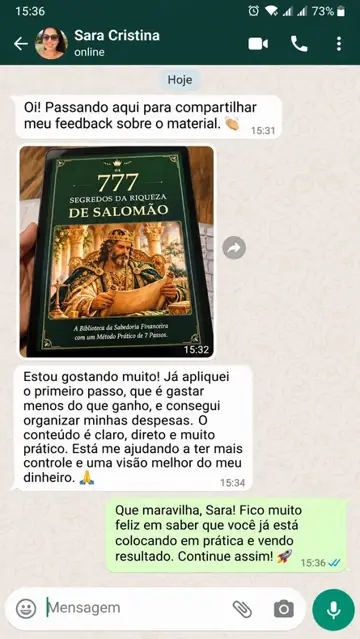 15:36
73%
Sara Cristina
online
Hoje
Oi! Passando aqui para compartilhar
meu feedback sobre o material. 👏🏼
15:31
OS
777
SEGREDOS DA RIQUEZA
DE SALOMÃO
A Biblioteca da Sabedoria Financeira
com um Método Prático de 7 Passos.
15:32
Estou gostando muito! Já apliquei
o primeiro passo, que é gastar
menos do que ganho, e consegui
organizar minhas despesas. O
conteúdo é claro, direto e muito
prático. Está me ajudando a ter mais
controle e uma visão melhor do meu
dinheiro. 🙏
15:34
Que maravilha, Sara! Fico muito
feliz em saber que você já está
colocando em prática e vendo
resultado. Continue assim! 🚀
15:36
Mensagem